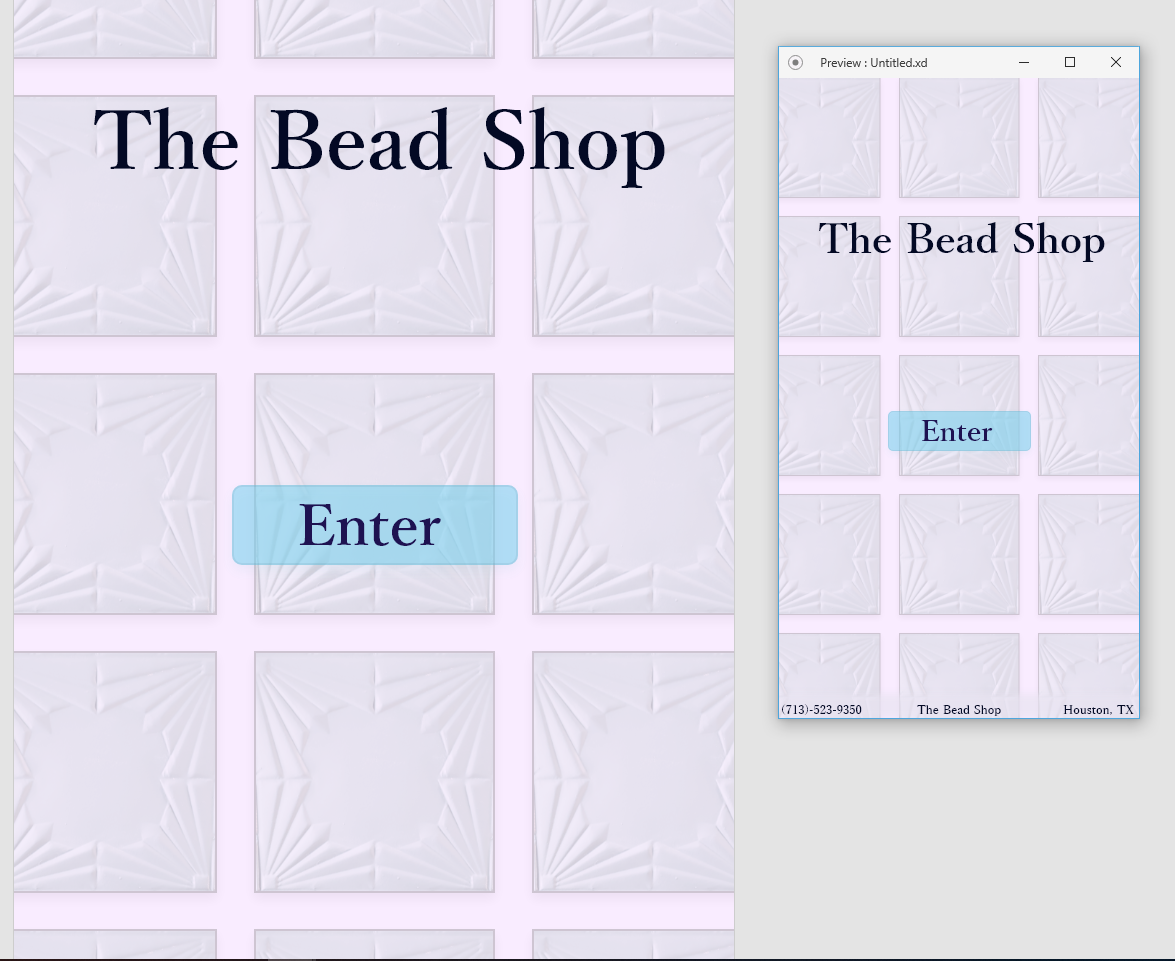 The Bead Shop
Enter
Preview : Untitled.xd
The Bead Shop
Enter
(713)-523-9350 The Bead Shop Houston, TX